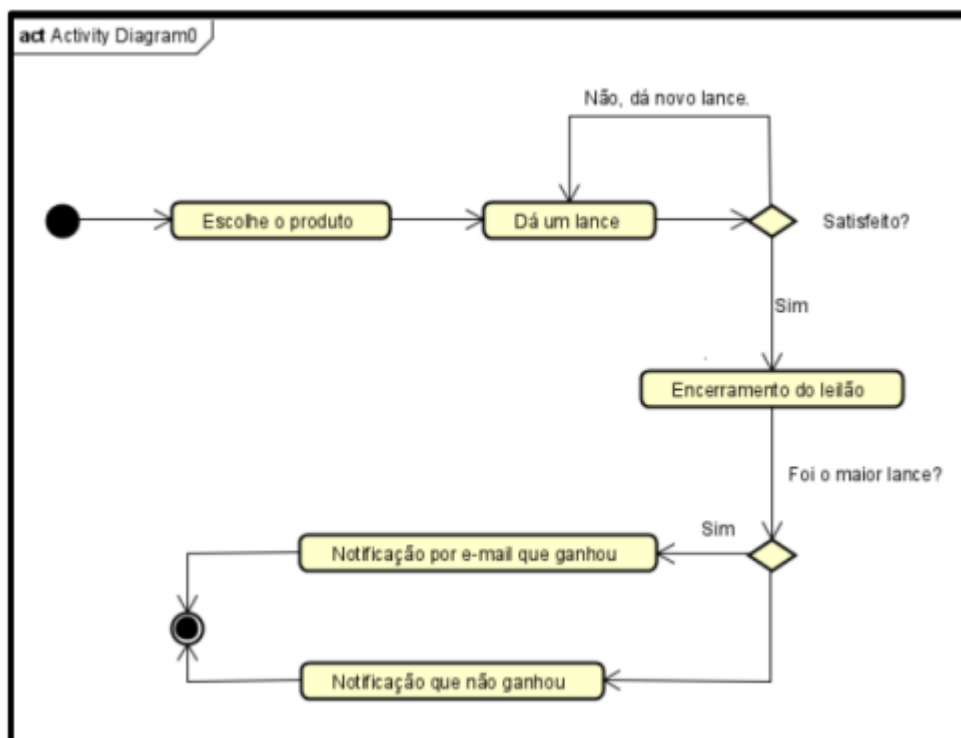 act Activity Diagram0
Não, dá novo lance.
Escolhe o produto
Dá um lance
Satisfeito?
Sim
Encerramento do leilão
Foi o maior lance?
Sim
Notificação por e-mail que ganhou
Notificação que não ganhou